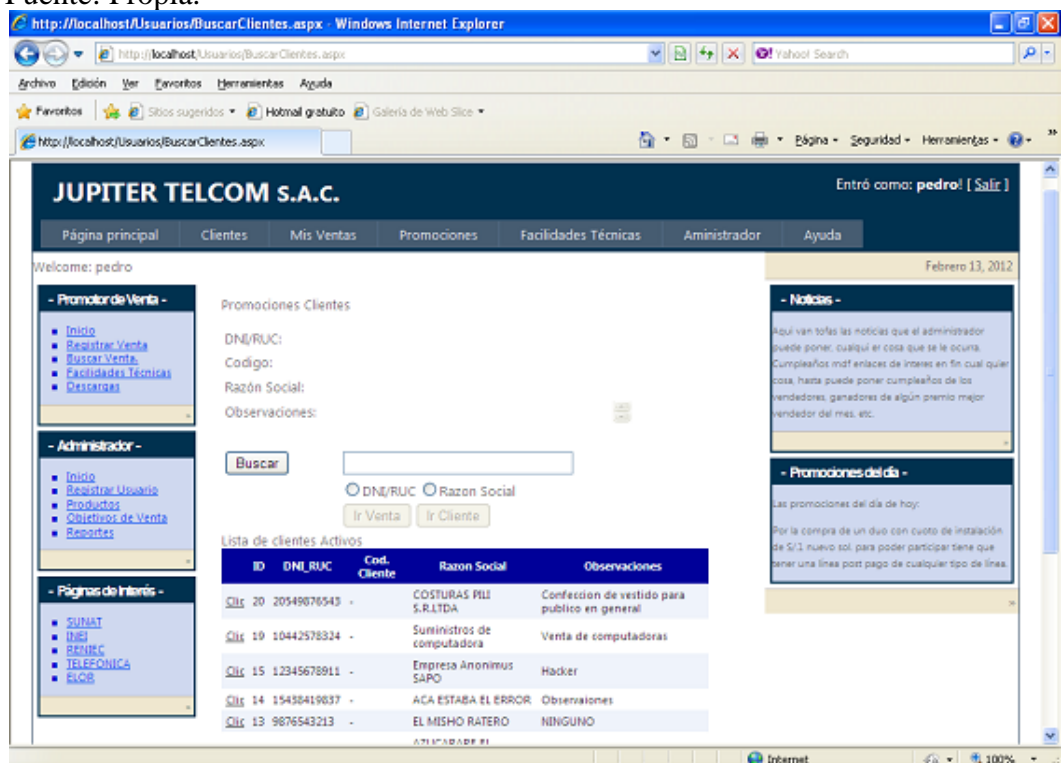 Fuente: Propia.
http://localhost/Usuarios/BuscarClientes.aspx - Windows Internet Explorer
http://localhost/Usuarios/BuscarClientes.aspx
Yahoo! Search
Archivo Edición Ver Favoritos Herramientas Ayuda
Favoritos Sitios sugeridos Hotmail gratuito Galería de Web Slice
http://localhost/Usuarios/BuscarClientes.aspx
Página Seguridad Herramientas
JUPITER TELCOM S.A.C.
Entró como: pedro! [ Salir ]
Página principal Clientes Mis Ventas Promociones Facilidades Técnicas Aministrador Ayuda
Welcome: pedro
Febrero 13, 2012
- Promotor de Venta -
Inicio
Registrar Venta
Buscar Venta.
Facilidades Técnicas
Descargas
»
- Administrador -
Inicio
Registrar Usuario
Productos
Objetivos de Venta
Reportes
»
- Páginas de Interés -
SUNAT
INEI
RENIEC
TELEFONICA
ELOR
»
Promociones Clientes
DNI/RUC:
Codigo:
Razón Social:
Observaciones:
Buscar
DNI/RUC Razon Social
Ir Venta Ir Cliente
Lista de clientes Activos
ID DNI_RUC Cod. Cliente Razon Social Observaciones
Clic 20 20549876543 - COSTURAS PILI S.R.LTDA Confeccion de vestido para publico en general
Clic 19 10442578324 - Suministros de computadora Venta de computadoras
Clic 15 12345678911 - Empresa Anonimus SAPO Hacker
Clic 14 15438419837 - ACA ESTABA EL ERROR Observaiones
Clic 13 9876543213 - EL MISHO RATERO NINGUNO
- Noticias -
Aqui van tofas las noticias que el administrador
puede poner, cualqui er cosa que se le ocurra.
Cumpleaños mdf enlaces de interes en fin cual quier
cosa, hasta puede poner cumpleaños de los
vendedores, ganadores de algún premio mejor
vendedor del mes, etc.
»
- Promociones del día -
Las promociones del día de hoy:
Por la compra de un duo con cuoto de instalación
de S/.1 nuevo sol. para poder participar tiene que
tener una línea post pago de cualquier tipo de línea.
»
Internet
100%